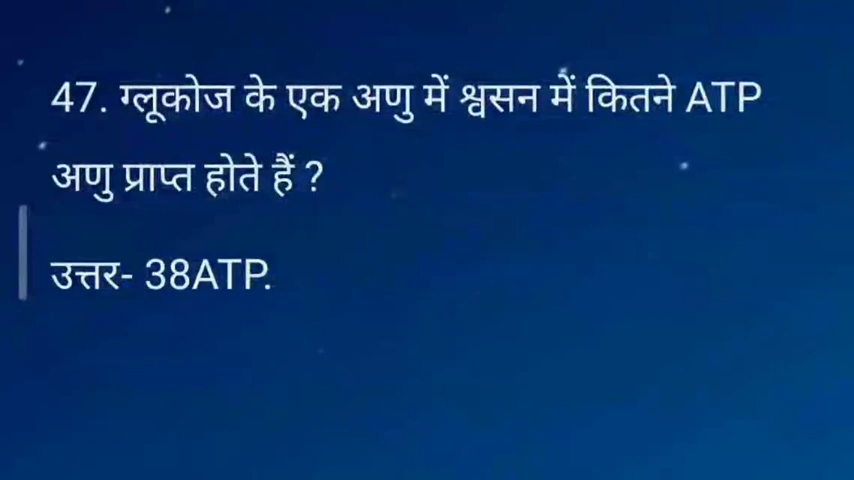 47. ग्लूकोज के एक अणु में श्वसन में कितने ATP
अणु प्राप्त होते हैं ?
उत्तर- 38ATP.